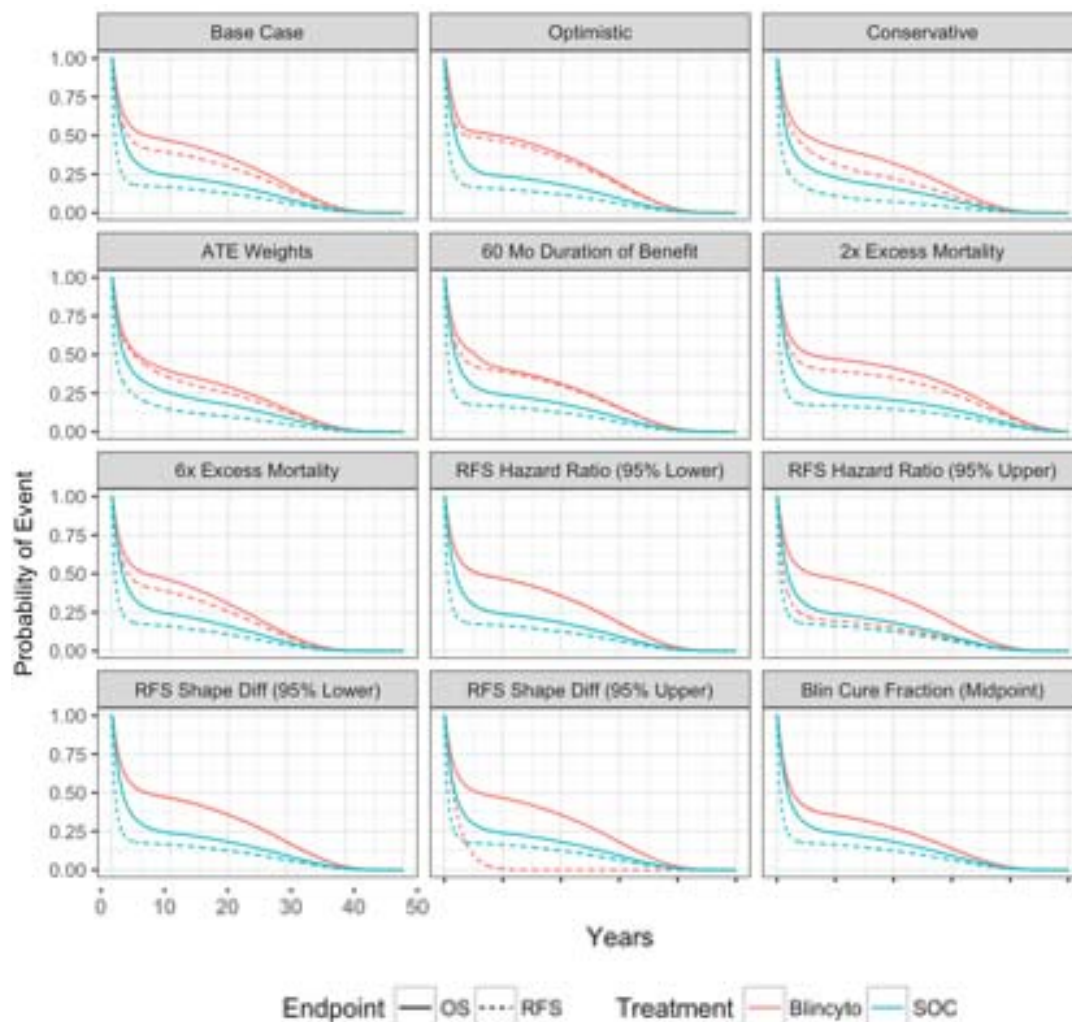 Base Case Optimistic Conservative
1.00
0.75
0.50
0.25
0.00
ATE Weights 60 Mo Duration of Benefit 2x Excess Mortality
1.00
0.75
0.50
0.25
0.00
6x Excess Mortality RFS Hazard Ratio (95% Lower) RFS Hazard Ratio (95% Upper)
1.00
0.75
0.50
0.25
0.00
RFS Shape Diff (95% Lower) RFS Shape Diff (95% Upper) Blin Cure Fraction (Midpoint)
1.00
0.75
0.50
0.25
0.00
0 10 20 30 40 50
Probability of Event
Years
Endpoint OS RFS Treatment Blincyto SOC